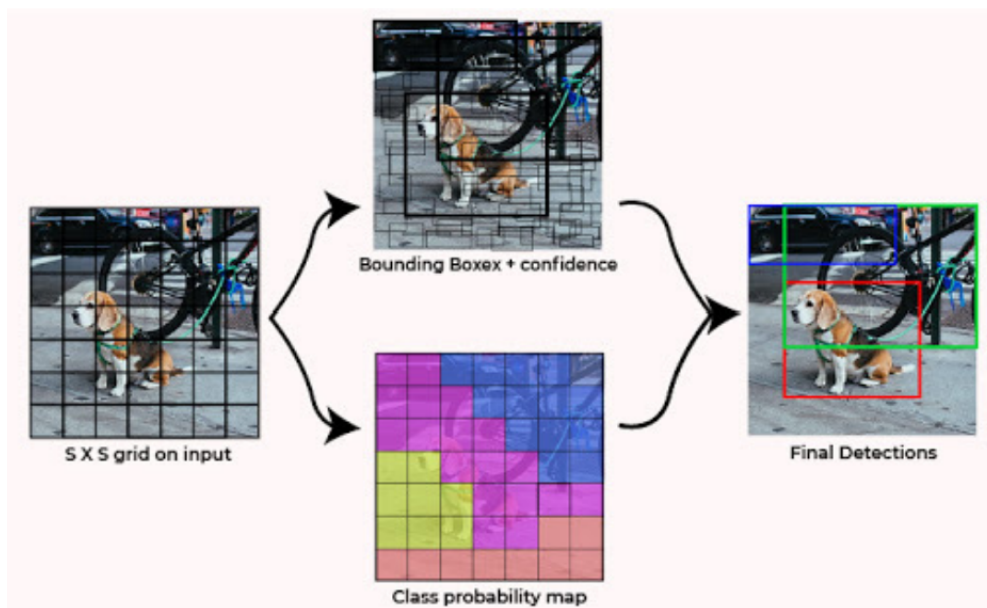 Bounding Boxex + confidence
S X S grid on input
Final Detections
Class probability map